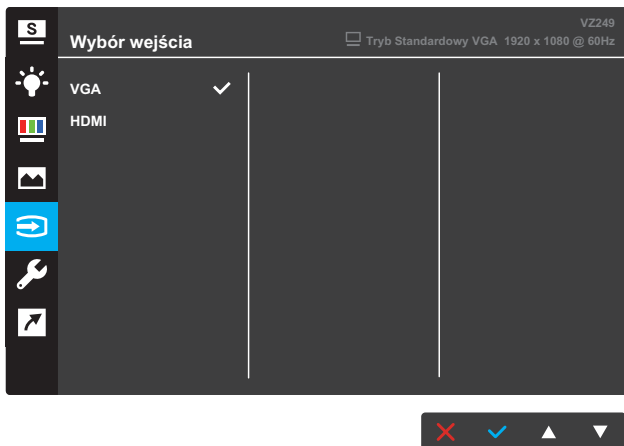 S
VZ249
Wybór wejścia
Tryb Standardowy VGA 1920 x 1080 @ 60Hz
VGA
HDMI